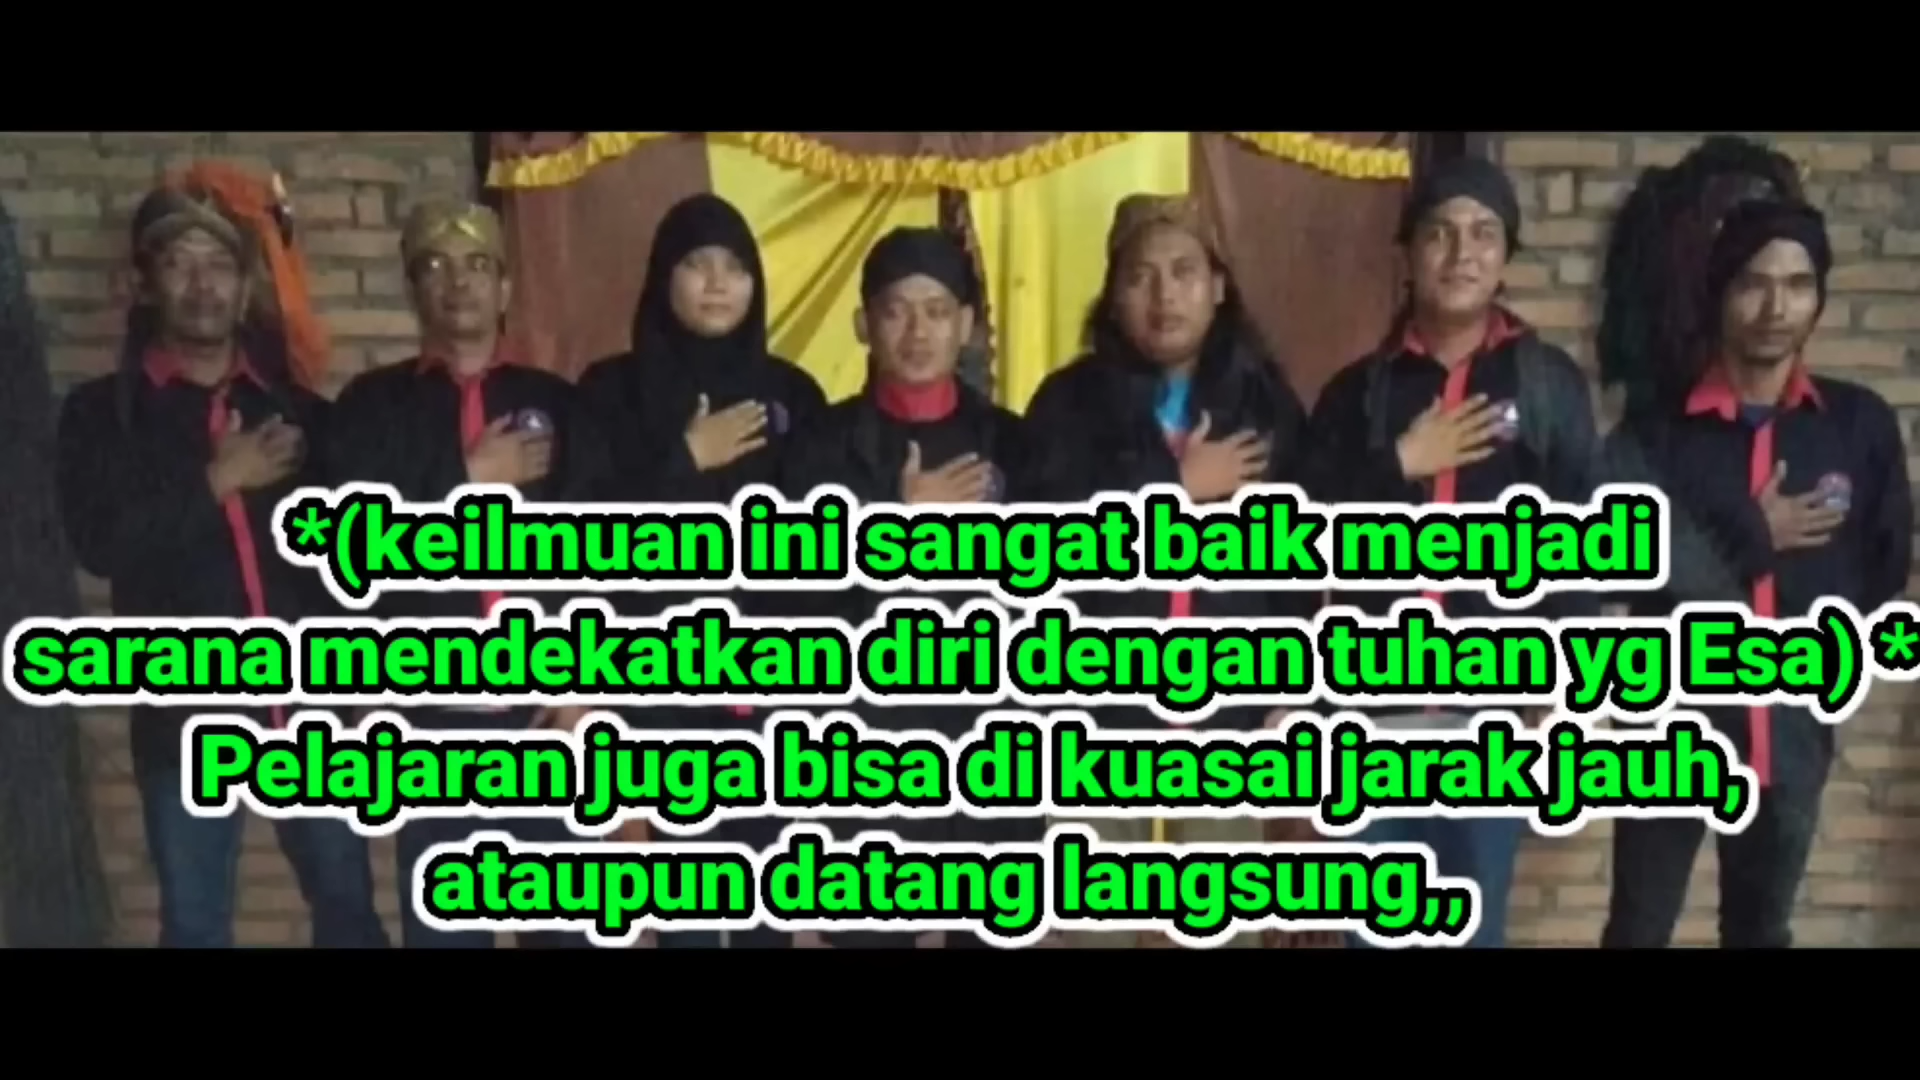 *(keilmuan ini sangat baik menjadi
sarana mendekatkan diri dengan tuhan yg Esa) *
Pelajaran juga bisa di kuasai jarak jauh,
ataupun datang langsung,,